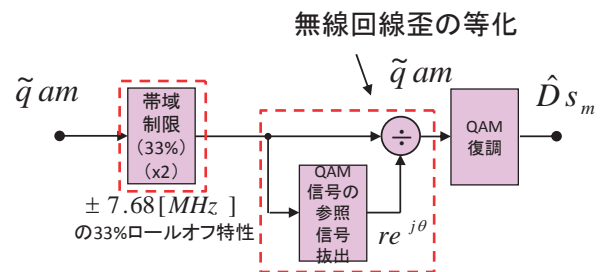 無線回線歪の等化
q̃ am
帯域
制限
(33%)
(x2)
± 7.68[MHz ]
の33%ロールオフ特性
÷
QAM
信号の
参照
信号
抜出
re^{jθ}
q̃ am
QAM
復調
D̂ s_m